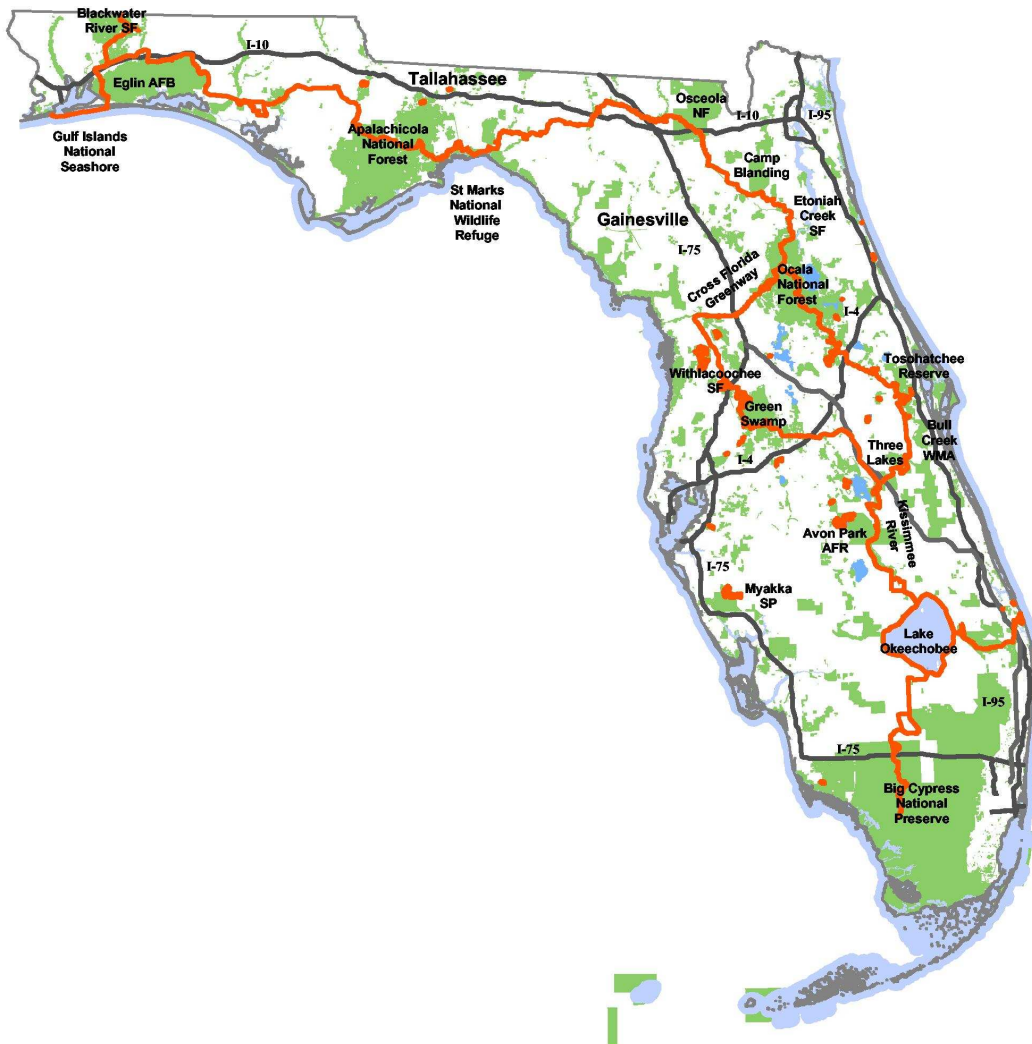 Blackwater
River SF
I-10
Eglin AFB
Tallahassee
Gulf Islands
National
Seashore
Apalachicola
National
Forest
St Marks
National
Wildlife
Refuge
Osceola
NF
I-10
I-95
Camp
Blanding
Etoniah
Creek
SF
Gainesville
I-75
Cross Florida
Greenway
Ocala
National
Forest
I-4
Tosohatchee
Reserve
Withlacoochee
SF
Green
Swamp
Bull
Creek
WMA
Three
Lakes
I-4
Kissimmee
River
Avon Park
AFR
I-75
Myakka
SP
Lake
Okeechobee
I-95
I-75
Big Cypress
National
Preserve